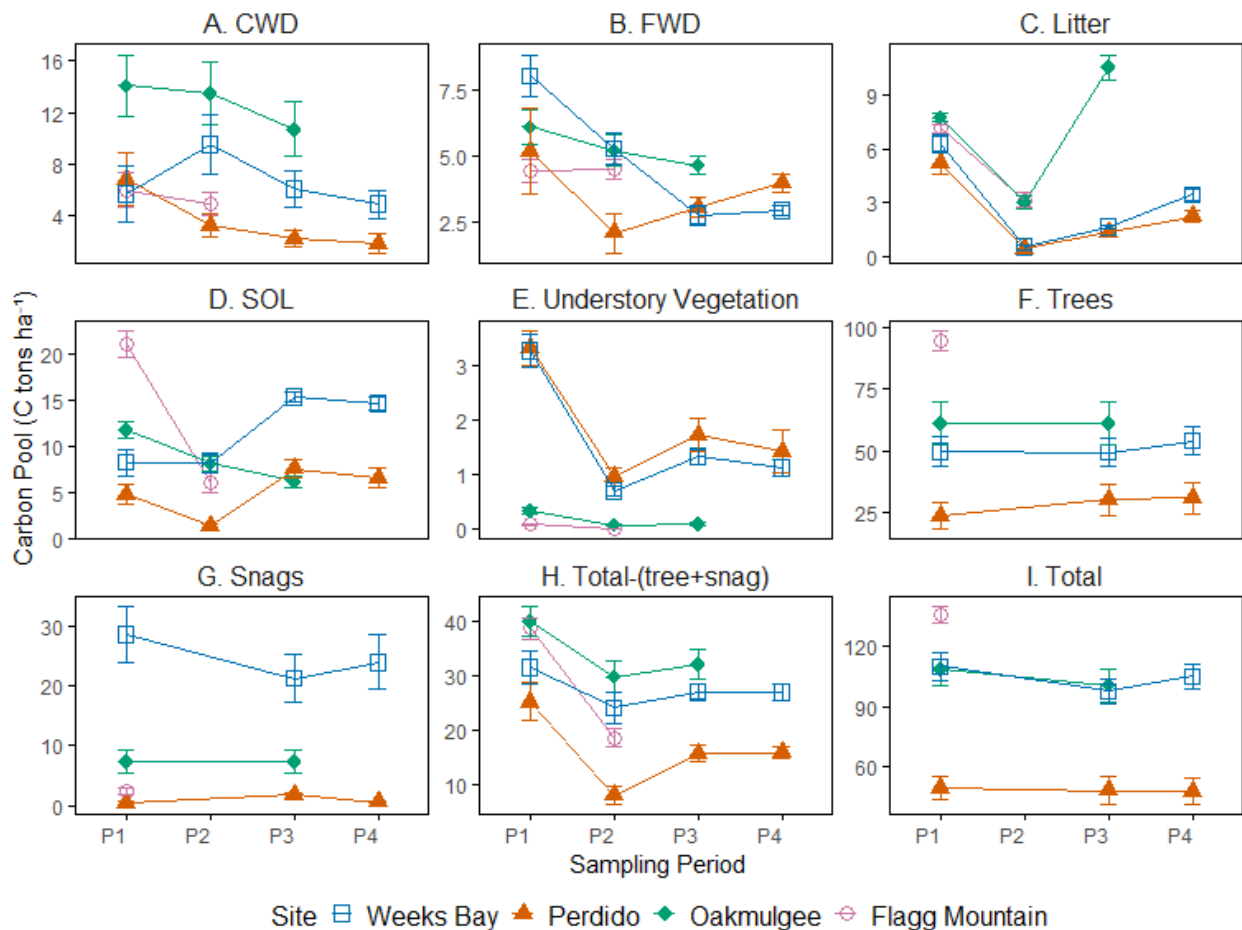 A. CWD
B. FWD
C. Litter
16
12
8
4
7.5
5.0
2.5
9
6
3
0
D. SOL
E. Understory Vegetation
F. Trees
20
15
10
5
0
3
2
1
0
100
75
50
25
G. Snags
H. Total-(tree+snag)
I. Total
30
20
10
0
40
30
20
10
120
90
60
P1 P2 P3 P4
P1 P2 P3 P4
P1 P2 P3 P4
Carbon Pool (C tons ha⁻¹)
Sampling Period
Site Weeks Bay Perdido Oakmulgee Flagg Mountain